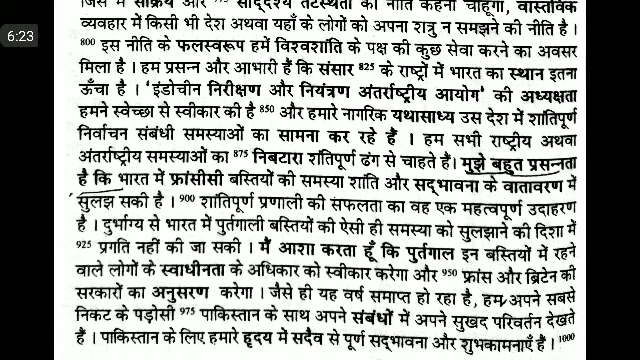 6:23
जिसे मैं सक्रिय और ⁷⁷⁵ सादृदश्य तटस्थता की नीति कहना चाहूँगा, वास्तविक
व्यवहार में किसी भी देश अथवा यहाँ के लोगों को अपना शत्रु न समझने की नीति है ।
⁸⁰⁰ इस नीति के फलस्वरूप हमें विश्वशांति के पक्ष की कुछ सेवा करने का अवसर
मिला है । हम प्रसन्न और आभारी हैं कि संसार ⁸²⁵ के राष्ट्रों में भारत का स्थान इतना
ऊँचा है । 'इंडोचीन निरीक्षण और नियंत्रण अंतर्राष्ट्रीय आयोग' की अध्यक्षता
हमने स्वेच्छा से स्वीकार की है ⁸⁵⁰ और हमारे नागरिक यथासाध्य उस देश में शांतिपूर्ण
निर्वाचन संबंधी समस्याओं का सामना कर रहे हैं । हम सभी राष्ट्रीय अथवा
अंतर्राष्ट्रीय समस्याओं का ⁸⁷⁵ निबटारा शांतिपूर्ण ढंग से चाहते हैं। मुझे बहुत प्रसन्नता
है कि भारत में फ्रांसीसी बस्तियों की समस्या शांति और सद्भावना के वातावरण में
सुलझ सकी है । ⁹⁰⁰ शांतिपूर्ण प्रणाली की सफलता का वह एक महत्वपूर्ण उदाहरण
है । दुर्भाग्य से भारत में पुर्तगाली बस्तियों की ऐसी ही समस्या को सुलझाने की दिशा में
⁹²⁵ प्रगति नहीं की जा सकी । मैं आशा करता हूँ कि पुर्तगाल इन बस्तियों में रहने
वाले लोगों के स्वाधीनता के अधिकार को स्वीकार करेगा और ⁹⁵⁰ फ्रांस और ब्रिटेन की
सरकारों का अनुसरण करेगा । जैसे ही यह वर्ष समाप्त हो रहा है, हम अपने सबसे
निकट के पड़ोसी ⁹⁷⁵ पाकिस्तान के साथ अपने संबंधों में अपने सुखद परिवर्तन देखते
हैं । पाकिस्तान के लिए हमारे हृदय में सदैव से पूर्ण सद्भावना और शुभकामनाएँ हैं ।¹⁰⁰⁰